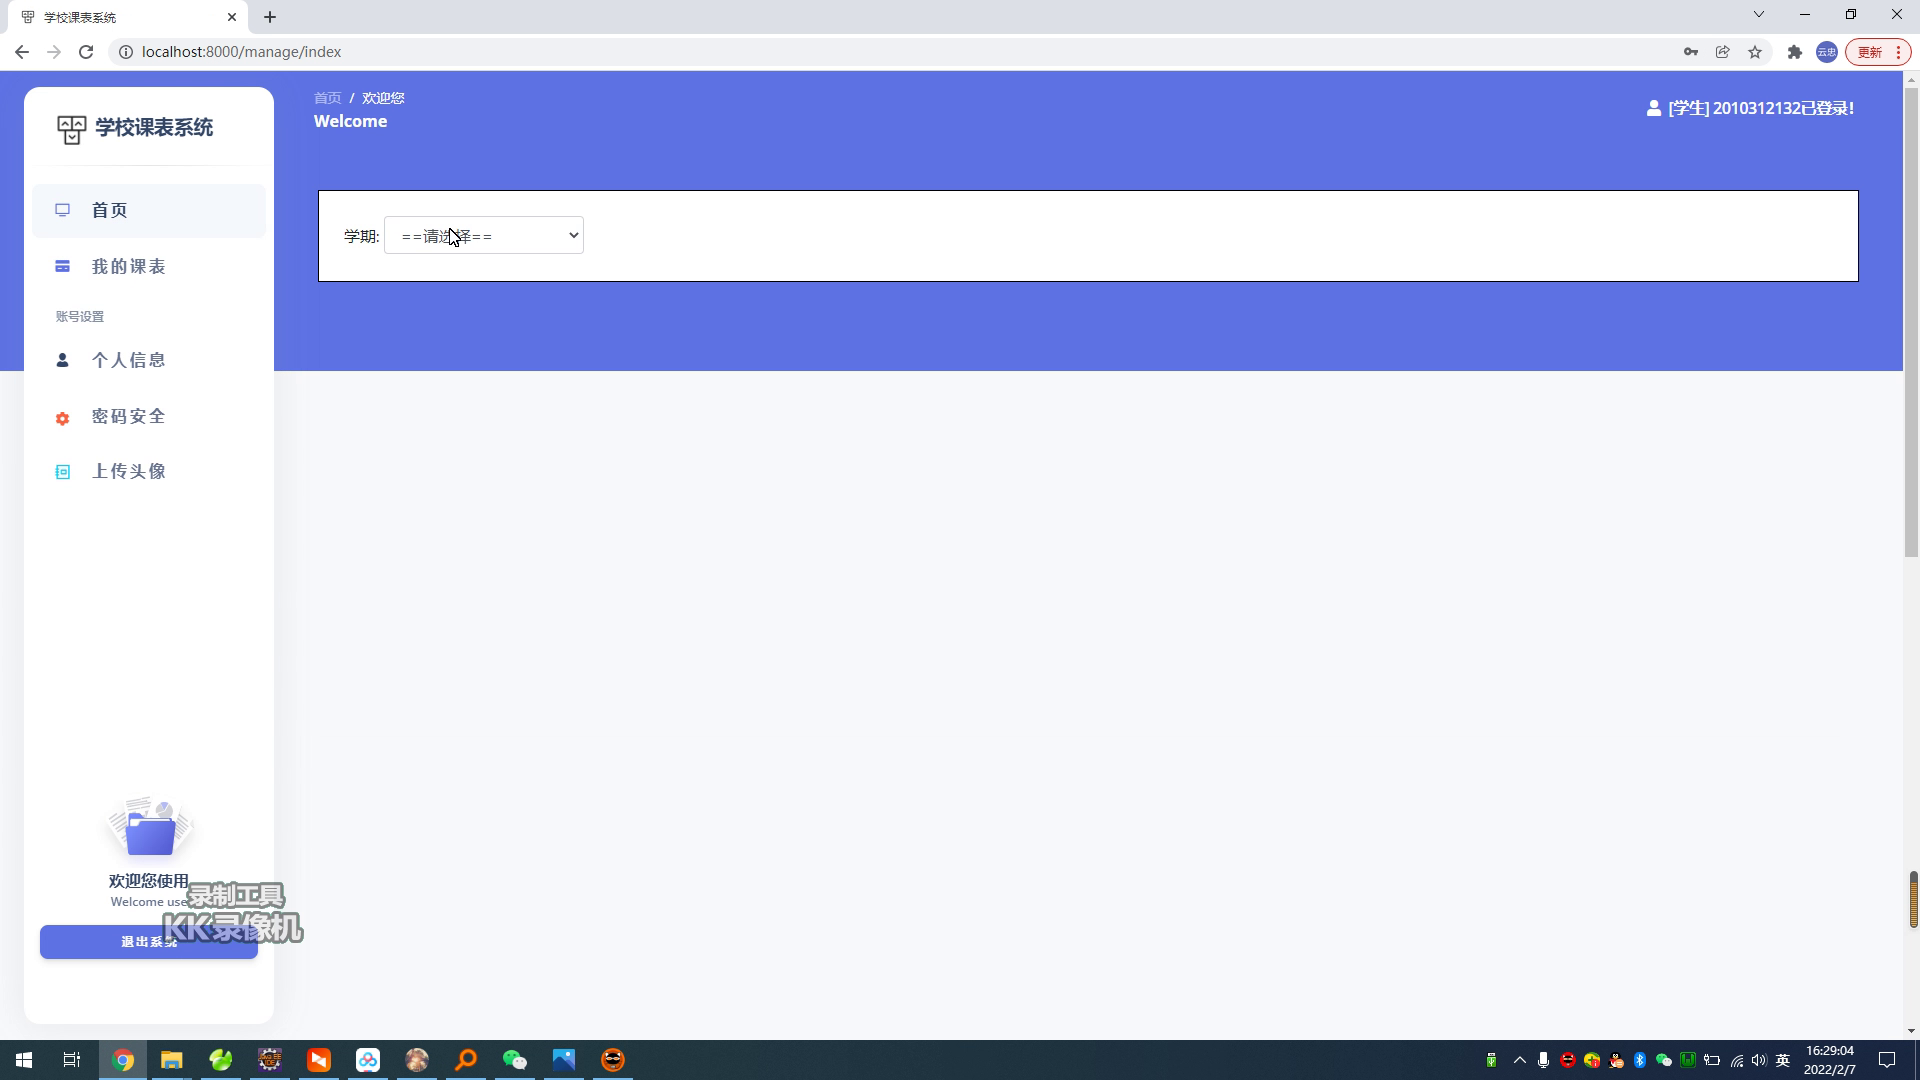 学校课表系统
localhost:8000/manage/index
云忠
更新
学校课表系统
首页 / 欢迎您
Welcome
[学生] 2010312132已登录!
首页
我的课表
账号设置
个人信息
密码安全
上传头像
学期: ==请选择==
欢迎您使用
Welcome use
退出系统
录制工具
KK录像机
英
16:29:04
2022/2/7